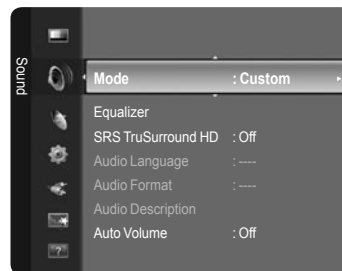 Sound
Mode : Custom
Equalizer
SRS TruSurround HD : Off
Audio Language : ----
Audio Format : ----
Audio Description
Auto Volume : Off
?